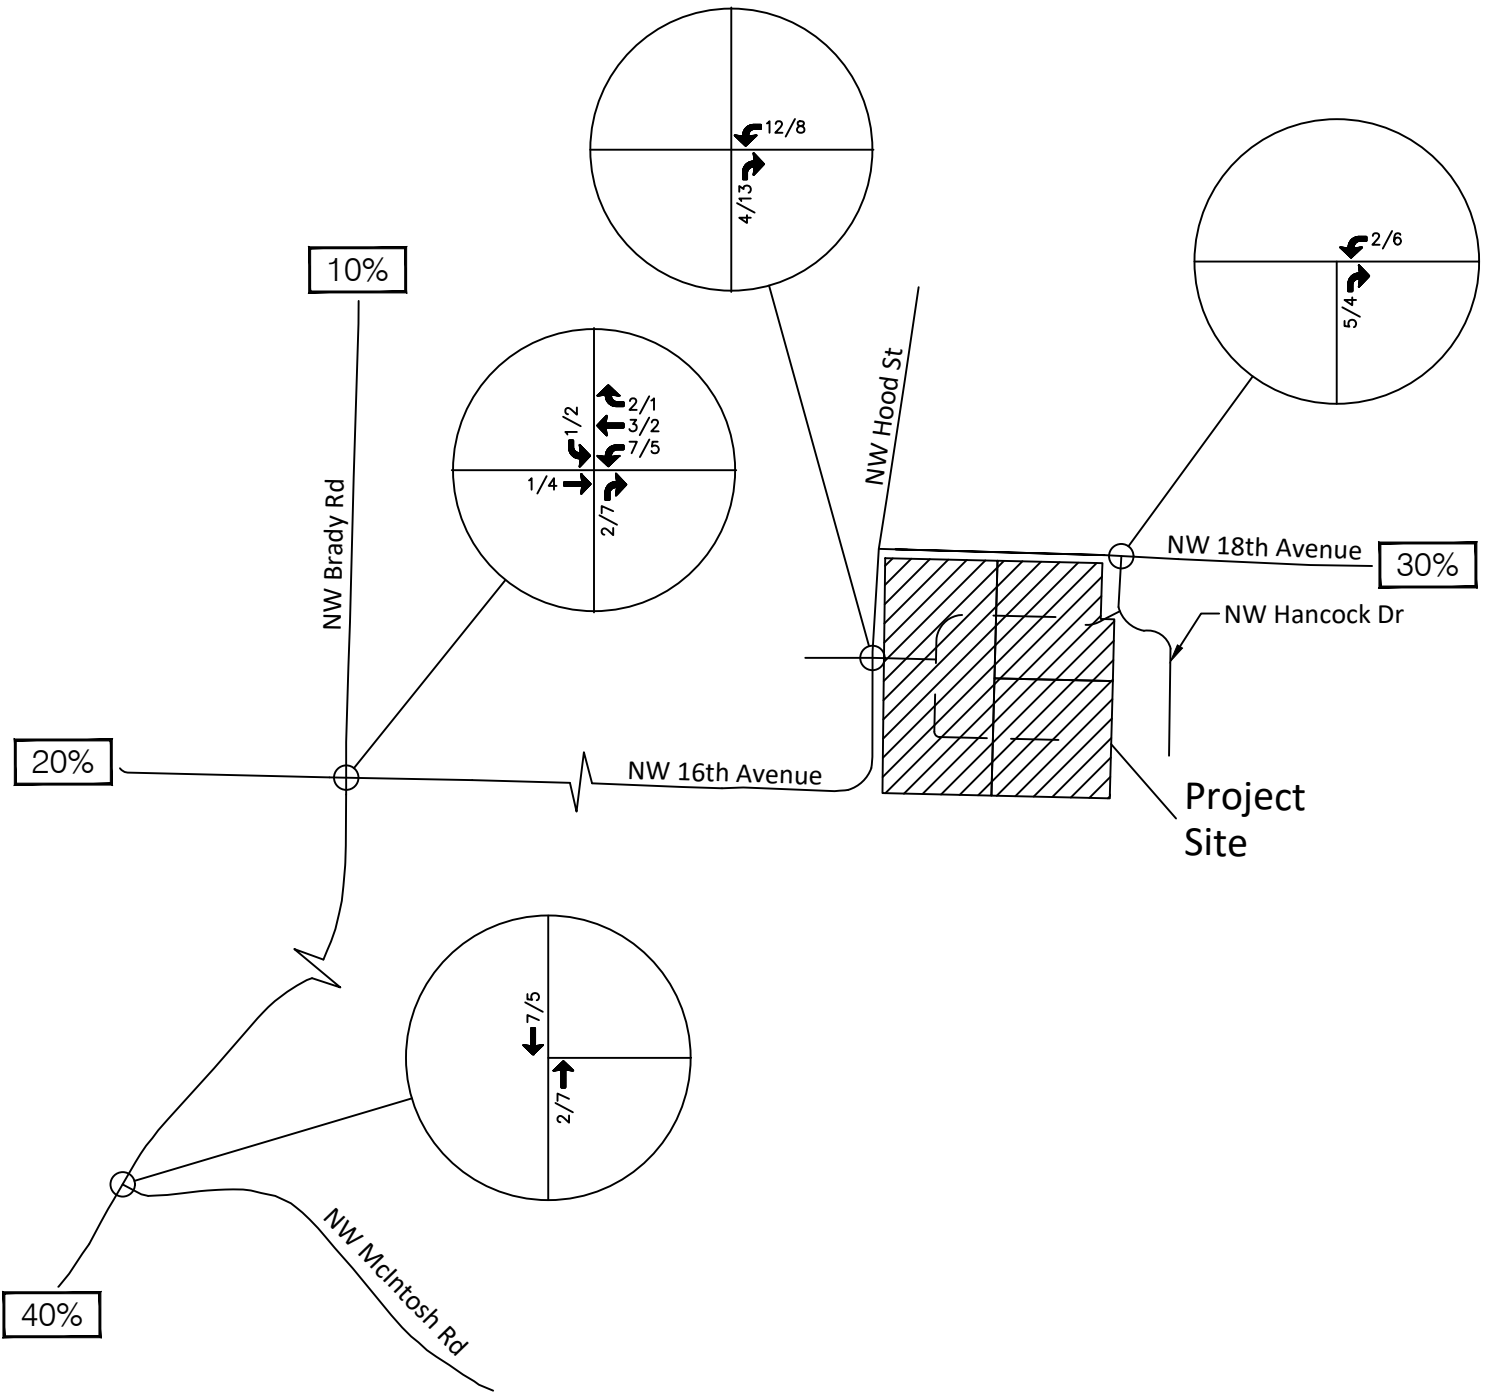 12/8
4/13
2/6
5/4
10%
1/2
2/1
3/2
7/5
1/4
2/7
NW Hood St
NW Brady Rd
NW 18th Avenue
30%
NW Hancock Dr
20%
NW 16th Avenue
Project
Site
7/5
2/7
NW McIntosh Rd
40%